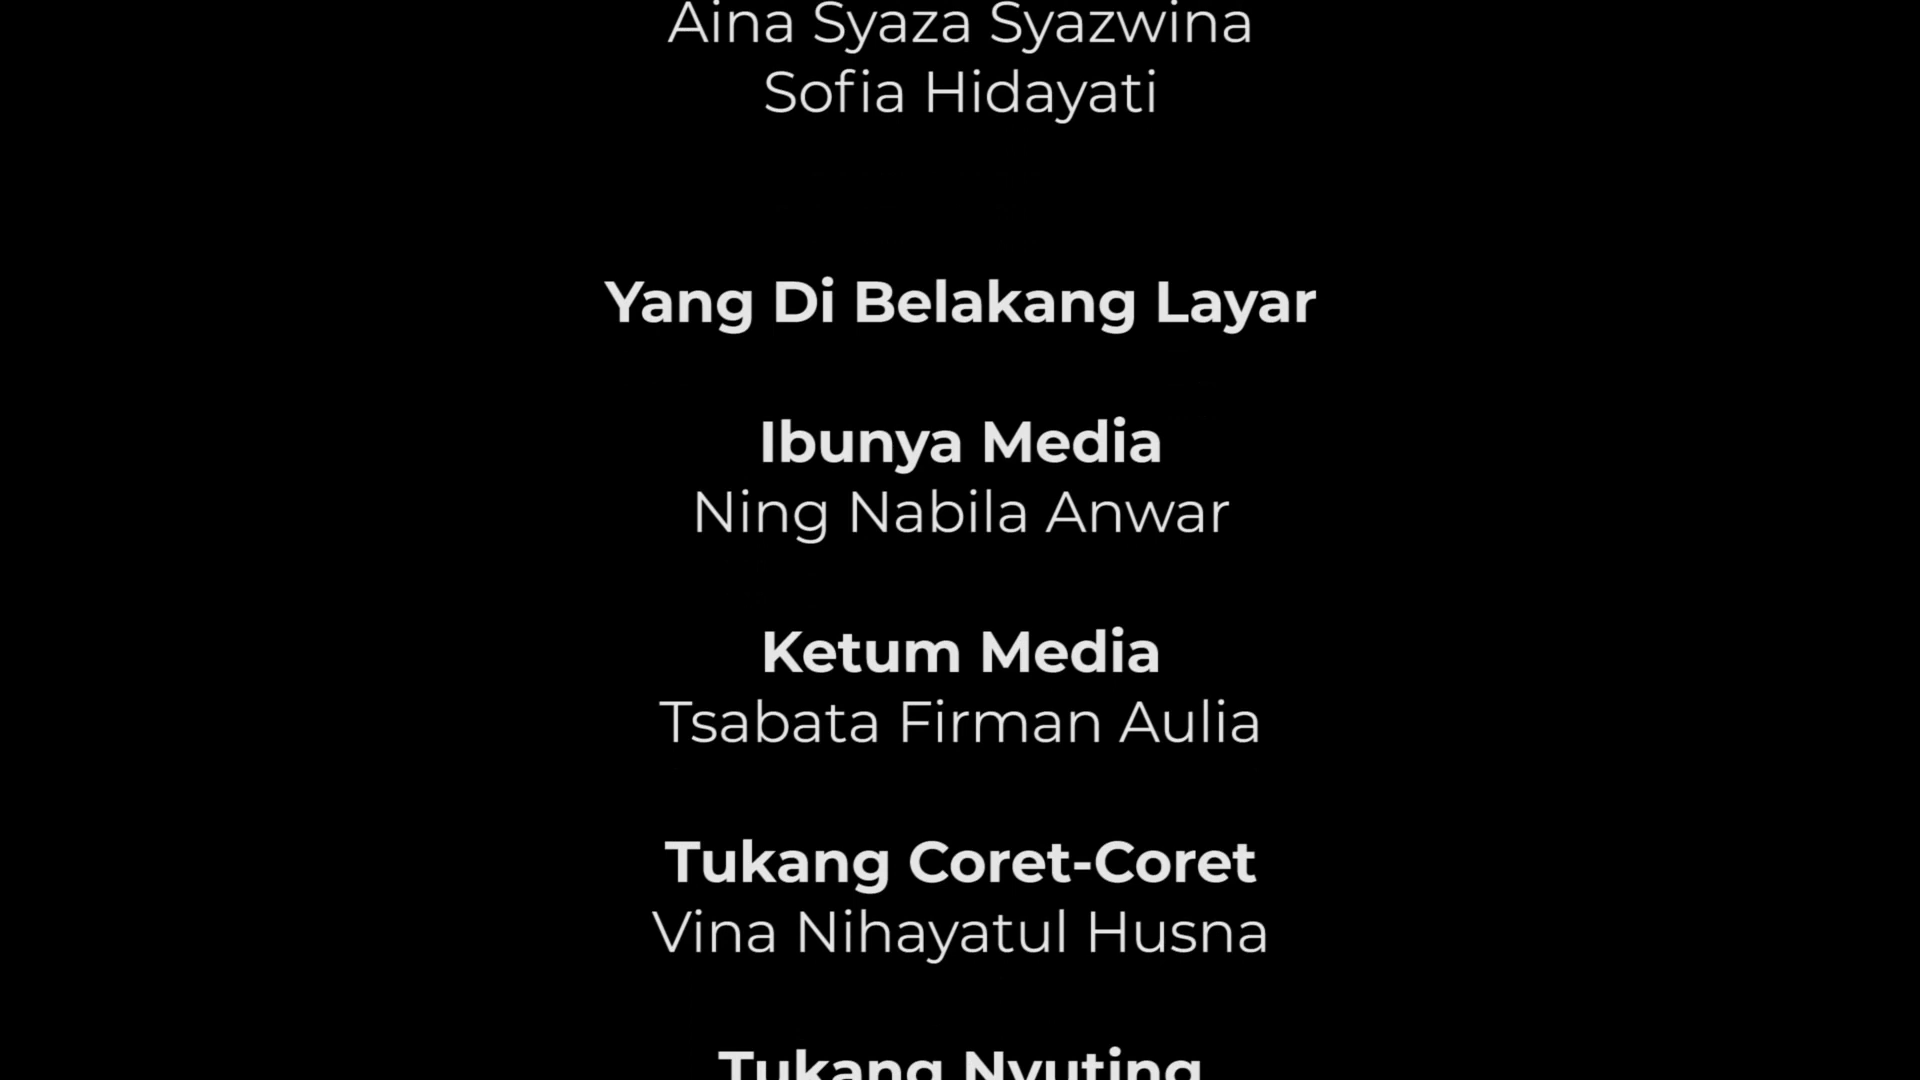 Aina Syaza Syazwina
Sofia Hidayati
Yang Di Belakang Layar
Ibunya Media
Ning Nabila Anwar
Ketum Media
Tsabata Firman Aulia
Tukang Coret-Coret
Vina Nihayatul Husna
Tukang Nyuting